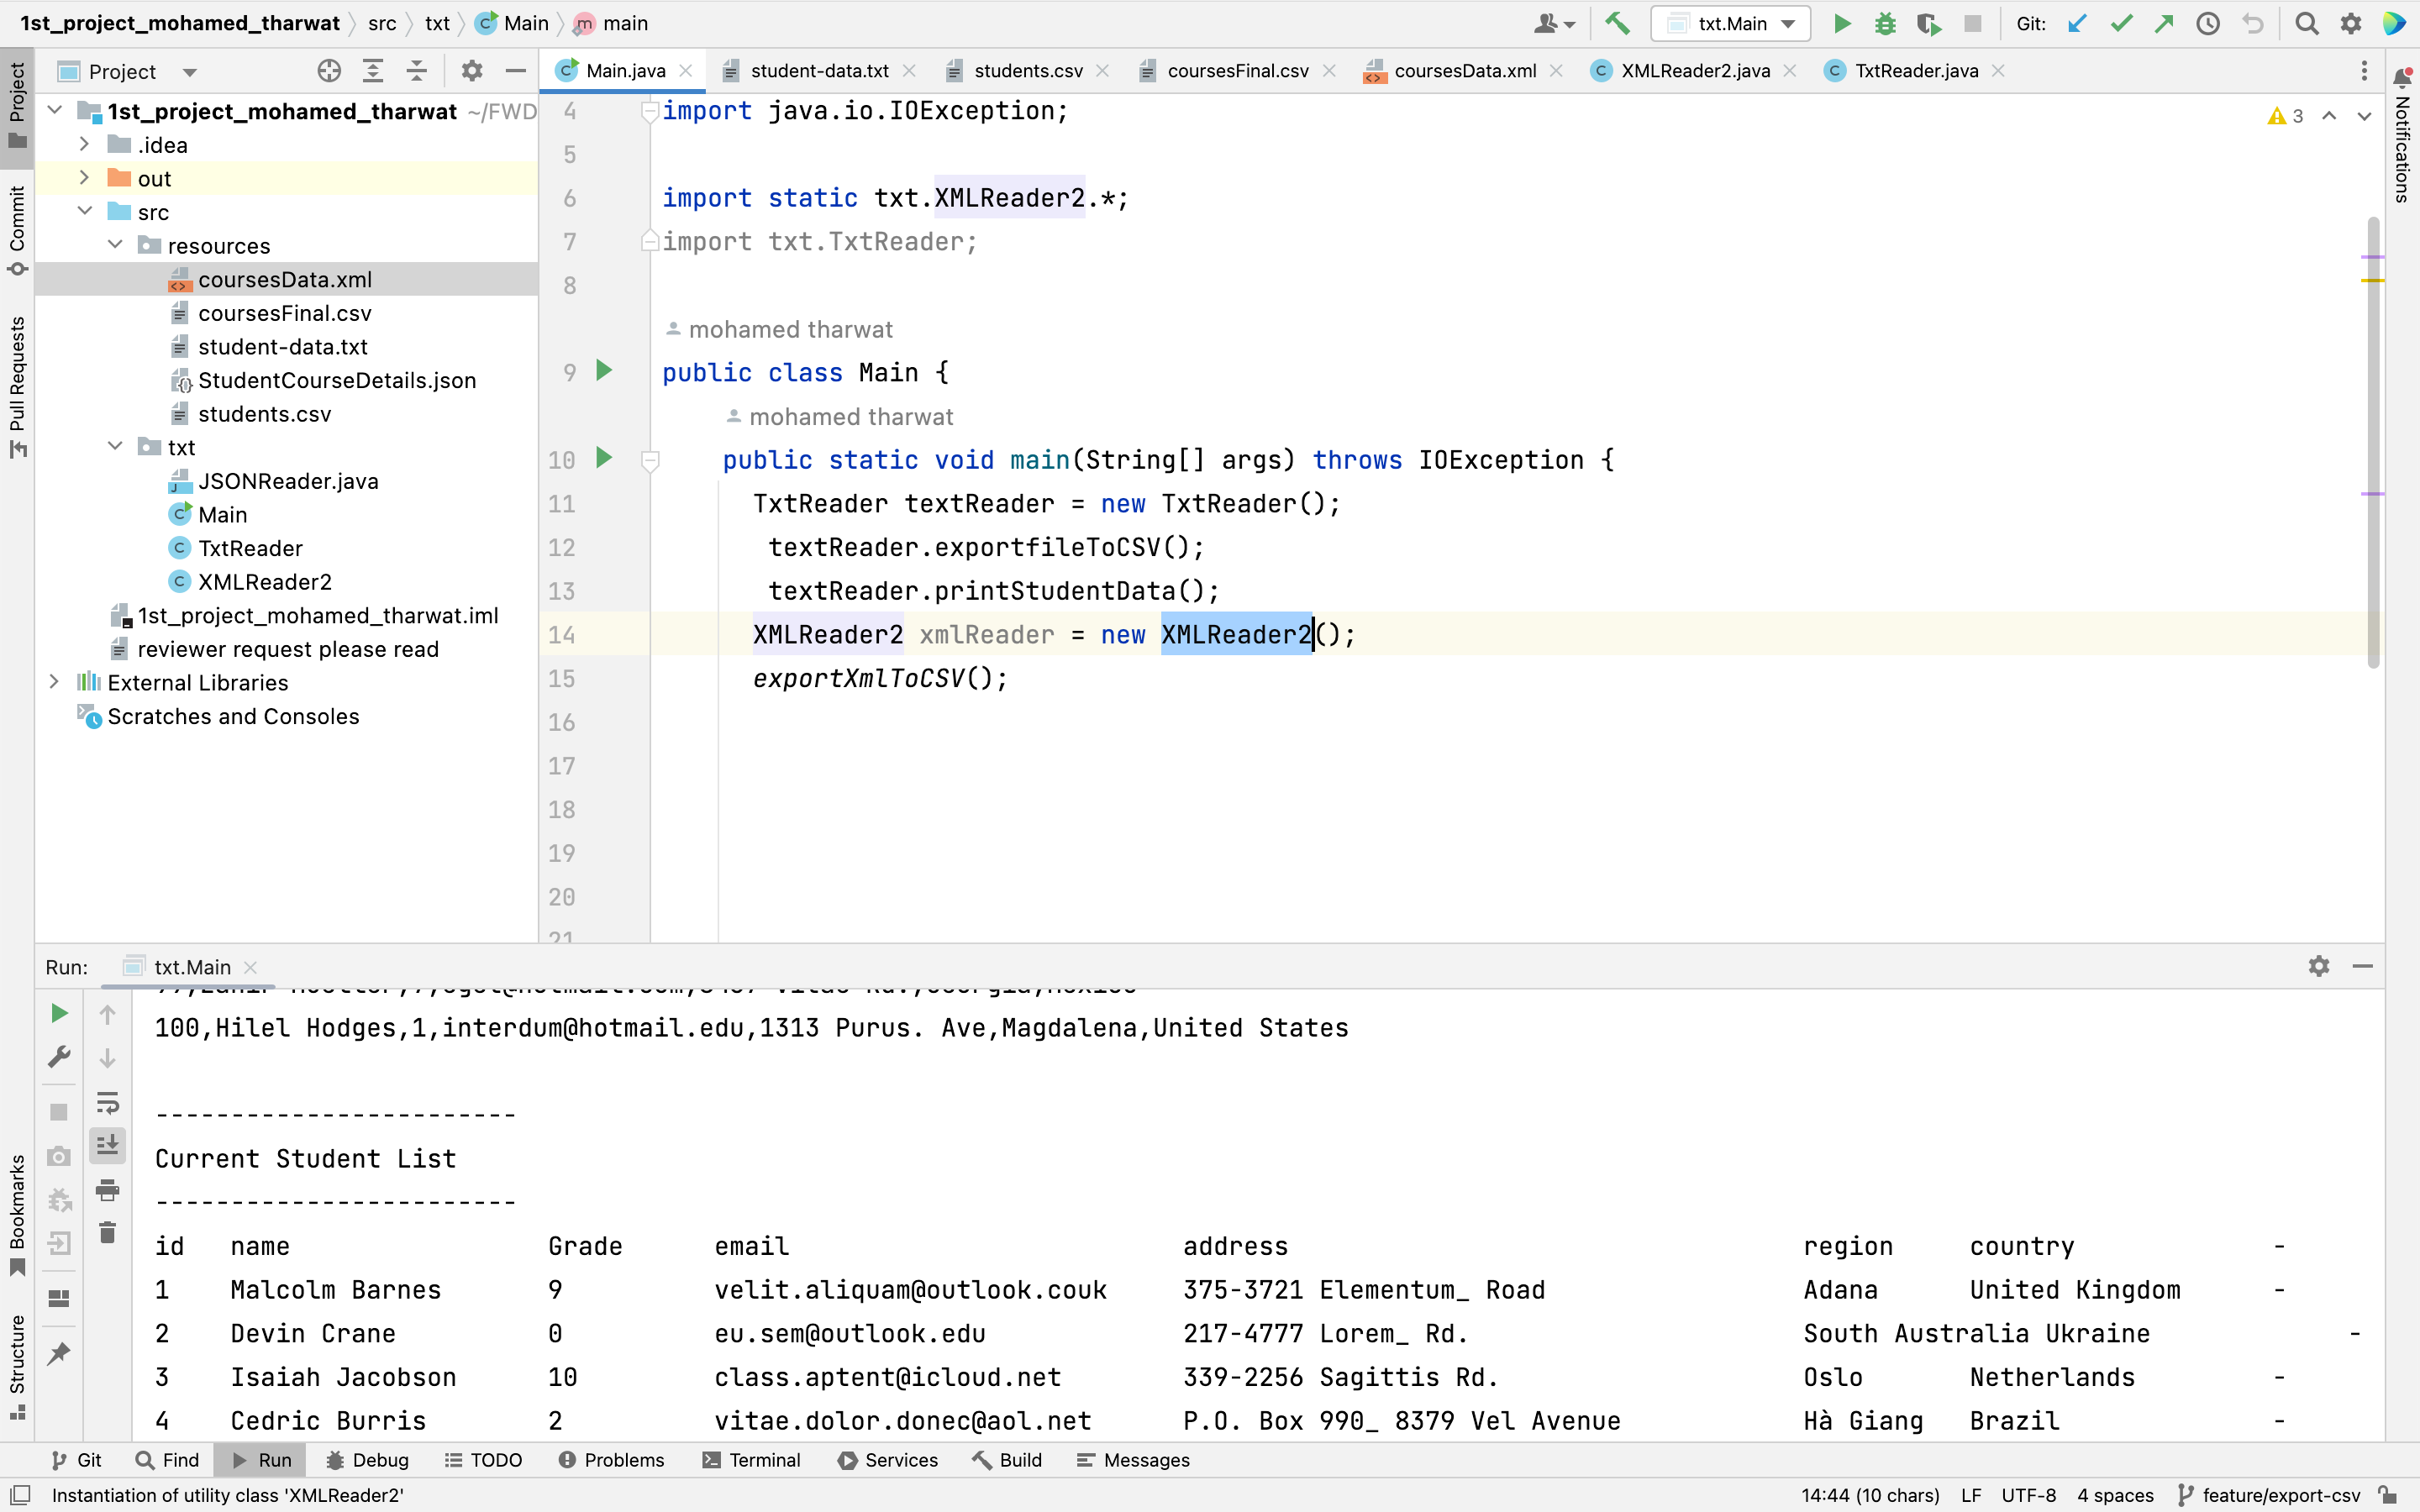 1st_project_mohamed_tharwat src txt Main main txt.Main Git:
Project
Main.java student-data.txt students.csv coursesFinal.csv coursesData.xml XMLReader2.java TxtReader.java
Project
Commit
Pull Requests
Bookmarks
Structure
Notifications
1st_project_mohamed_tharwat ~/FWD
.idea
out
src
resources
coursesData.xml
coursesFinal.csv
student-data.txt
StudentCourseDetails.json
students.csv
txt
JSONReader.java
Main
TxtReader
XMLReader2
1st_project_mohamed_tharwat.iml
reviewer request please read
External Libraries
Scratches and Consoles
3
4 import java.io.IOException;
5
6 import static txt.XMLReader2.*;
7 import txt.TxtReader;
8
mohamed tharwat
9 public class Main {
mohamed tharwat
10 public static void main(String[] args) throws IOException {
11 TxtReader textReader = new TxtReader();
12 textReader.exportfileToCSV();
13 textReader.printStudentData();
14 XMLReader2 xmlReader = new XMLReader2();
15 exportXmlToCSV();
16
17
18
19
20
21
Run: txt.Main
100,Hilel Hodges,1,interdum@hotmail.edu,1313 Purus. Ave,Magdalena,United States
------------------------
Current Student List
------------------------
id name Grade email address region country -
1 Malcolm Barnes 9 velit.aliquam@outlook.couk 375-3721 Elementum_ Road Adana United Kingdom -
2 Devin Crane 0 eu.sem@outlook.edu 217-4777 Lorem_ Rd. South Australia Ukraine -
3 Isaiah Jacobson 10 class.aptent@icloud.net 339-2256 Sagittis Rd. Oslo Netherlands -
4 Cedric Burris 2 vitae.dolor.donec@aol.net P.O. Box 990_ 8379 Vel Avenue Hà Giang Brazil -
Git Find Run Debug TODO Problems Terminal Services Build Messages
Instantiation of utility class 'XMLReader2' 14:44 (10 chars) LF UTF-8 4 spaces feature/export-csv